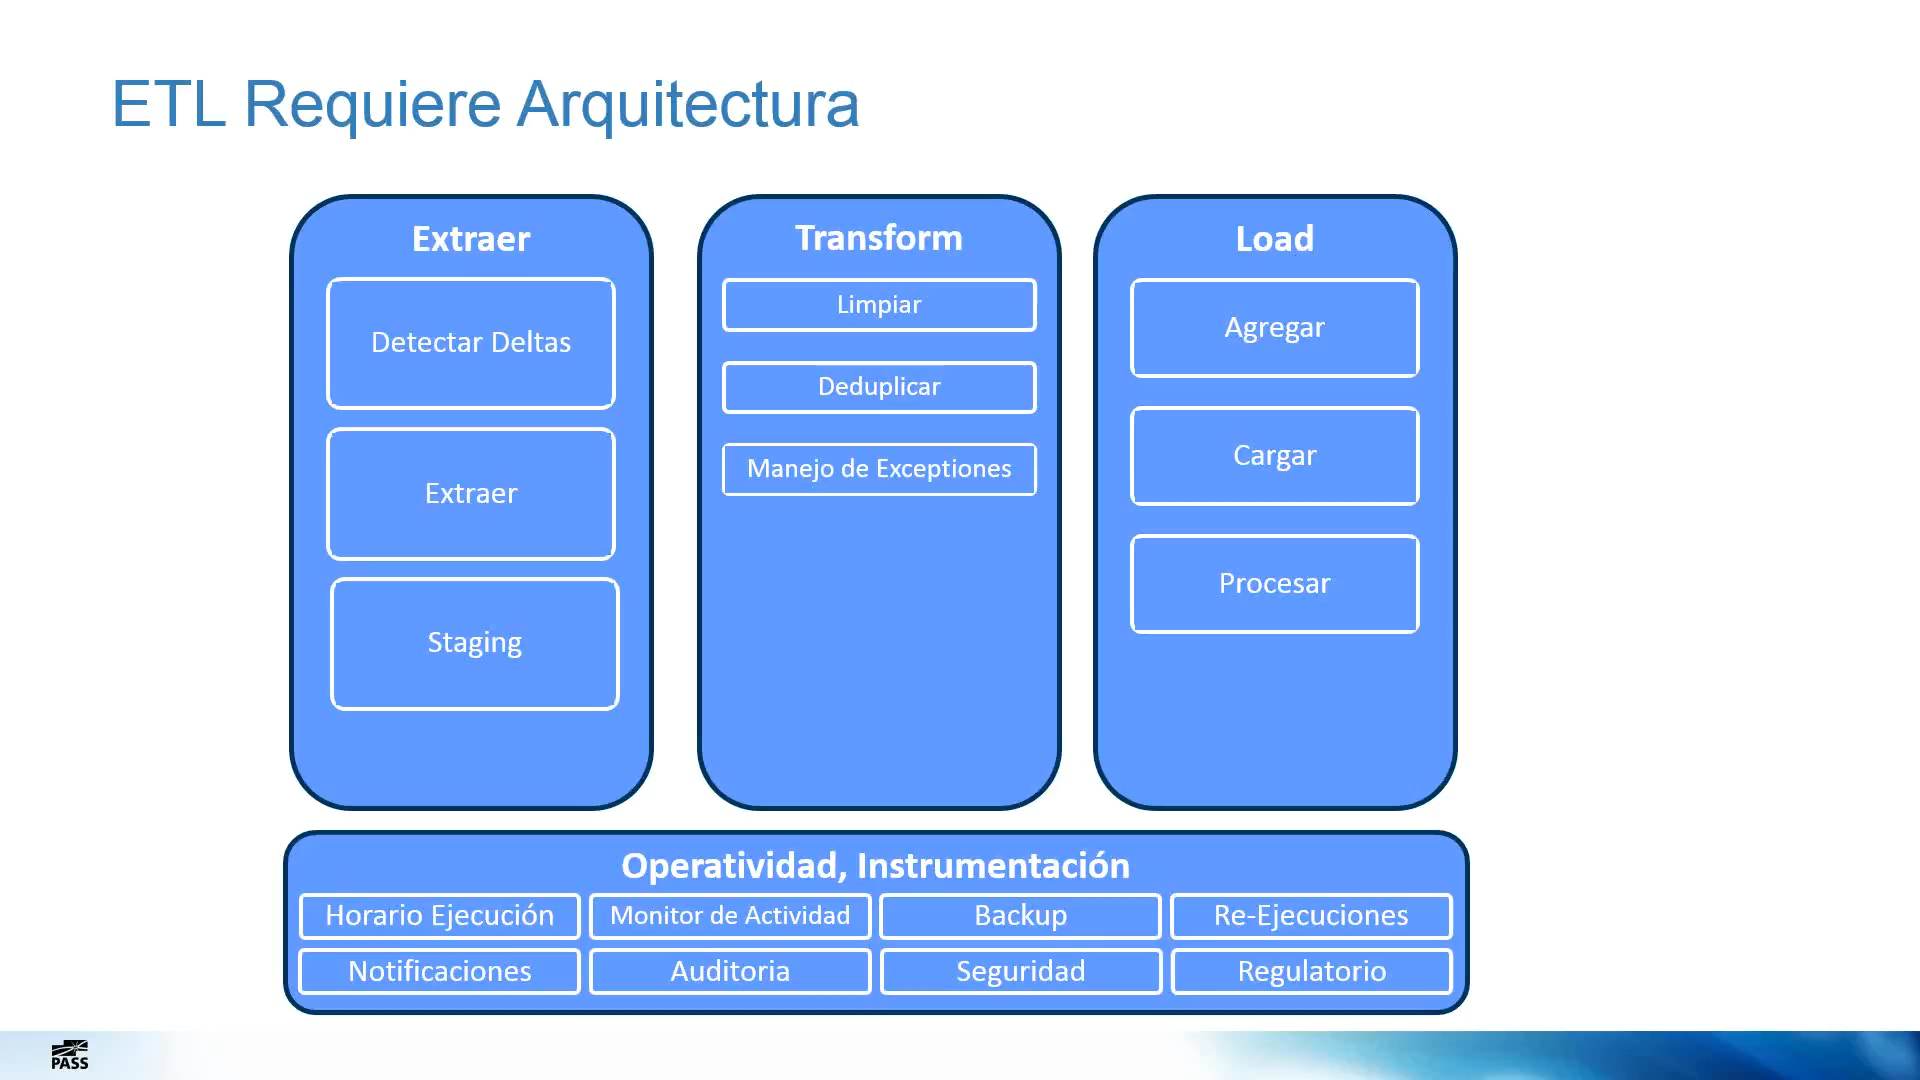 ETL Requiere Arquitectura
Extraer
Detectar Deltas
Extraer
Staging
Transform
Limpiar
Deduplicar
Manejo de Exceptiones
Load
Agregar
Cargar
Procesar
Operatividad, Instrumentación
Horario Ejecución
Monitor de Actividad
Backup
Re-Ejecuciones
Notificaciones
Auditoria
Seguridad
Regulatorio
PASS